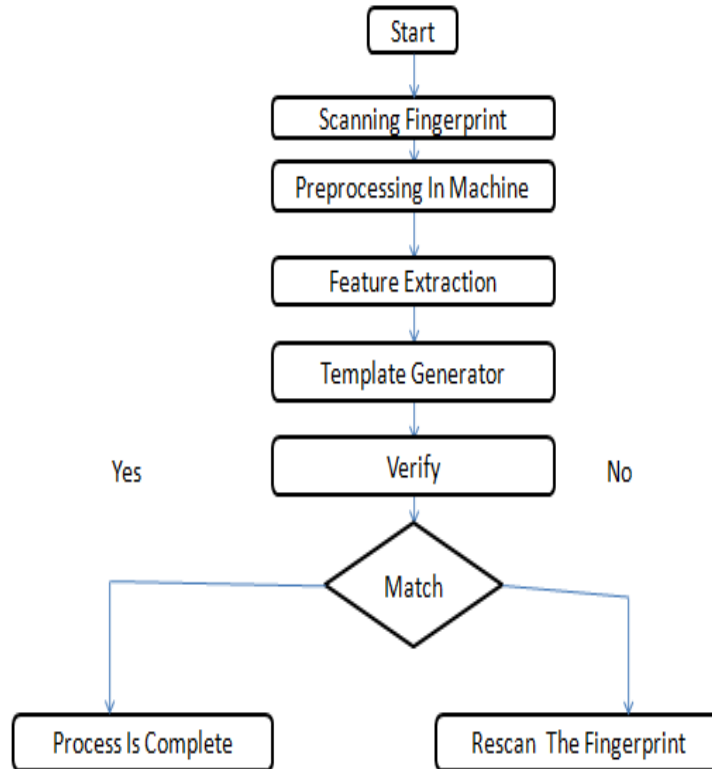 Start
Scanning Fingerprint
Preprocessing In Machine
Feature Extraction
Template Generator
Yes
Verify
No
Match
Process Is Complete
Rescan The Fingerprint